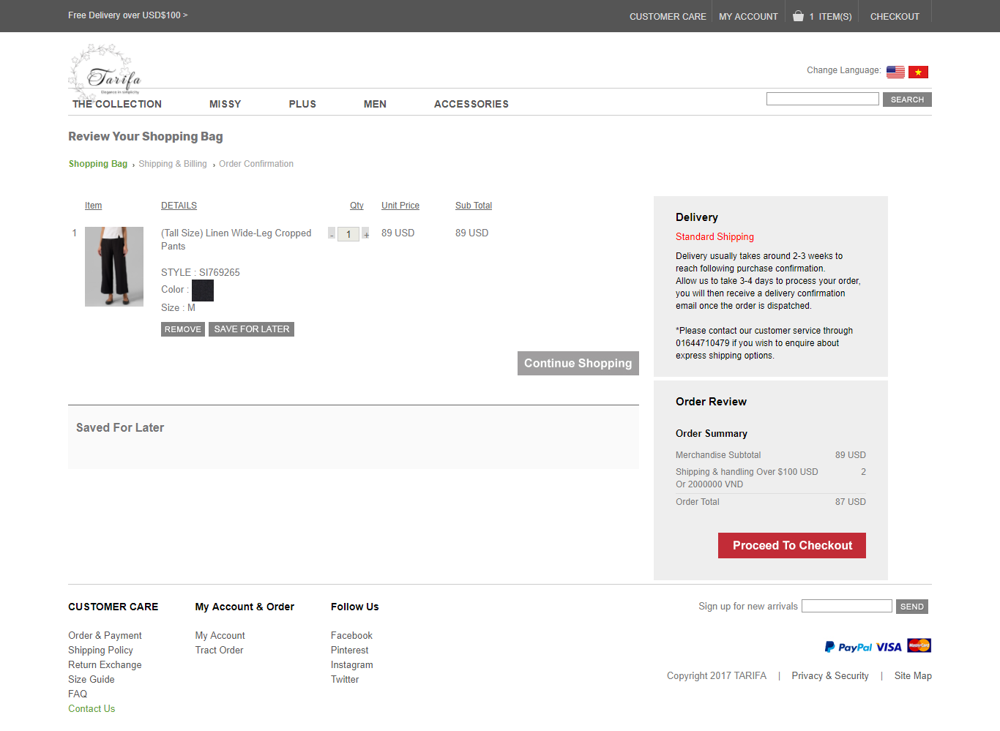 Free Delivery over USD$100 >
CUSTOMER CARE
MY ACCOUNT
1 ITEM(S)
CHECKOUT
Tarifa
Elegance in simplicity
Change Language:
THE COLLECTION
MISSY
PLUS
MEN
ACCESSORIES
SEARCH
Review Your Shopping Bag
Shopping Bag › Shipping & Billing › Order Confirmation
Item
DETAILS
Qty
Unit Price
Sub Total
1
(Tall Size) Linen Wide-Leg Cropped
Pants
- 1 +
89 USD
89 USD
STYLE : SI769265
Color :
Size : M
REMOVE
SAVE FOR LATER
Continue Shopping
Saved For Later
Delivery
Standard Shipping
Delivery usually takes around 2-3 weeks to
reach following purchase confirmation.
Allow us to take 3-4 days to process your order,
you will then receive a delivery confirmation
email once the order is dispatched.
*Please contact our customer service through
01644710479 if you wish to enquire about
express shipping options.
Order Review
Order Summary
Merchandise Subtotal 89 USD
Shipping & handling Over $100 USD 2
Or 2000000 VND
Order Total 87 USD
Proceed To Checkout
CUSTOMER CARE
Order & Payment
Shipping Policy
Return Exchange
Size Guide
FAQ
Contact Us
My Account & Order
My Account
Tract Order
Follow Us
Facebook
Pinterest
Instagram
Twitter
Sign up for new arrivals
SEND
PayPal VISA MasterCard
Copyright 2017 TARIFA | Privacy & Security | Site Map